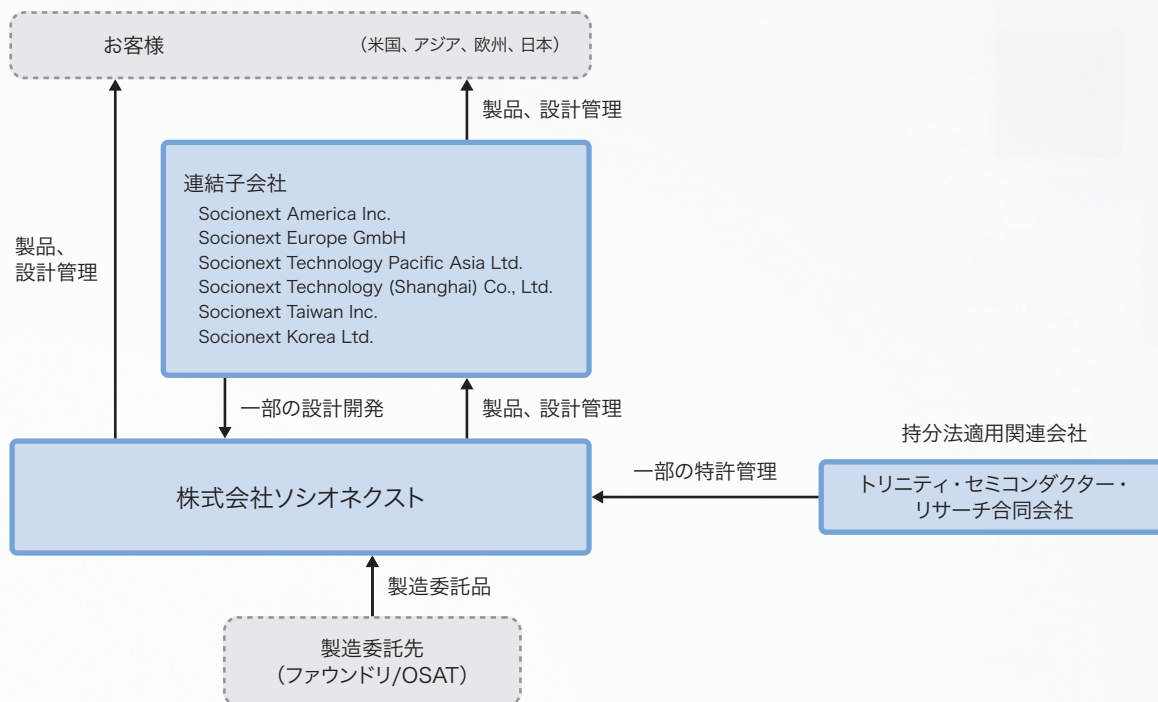 お客様 （米国、アジア、欧州、日本）
製品、設計管理
連結子会社
Socionext America Inc.
Socionext Europe GmbH
Socionext Technology Pacific Asia Ltd.
Socionext Technology (Shanghai) Co., Ltd.
Socionext Taiwan Inc.
Socionext Korea Ltd.
製品、
設計管理
一部の設計開発
製品、設計管理
株式会社ソシオネクスト
一部の特許管理
持分法適用関連会社
トリニティ・セミコンダクター・
リサーチ合同会社
製造委託品
製造委託先
（ファウンドリ/OSAT）